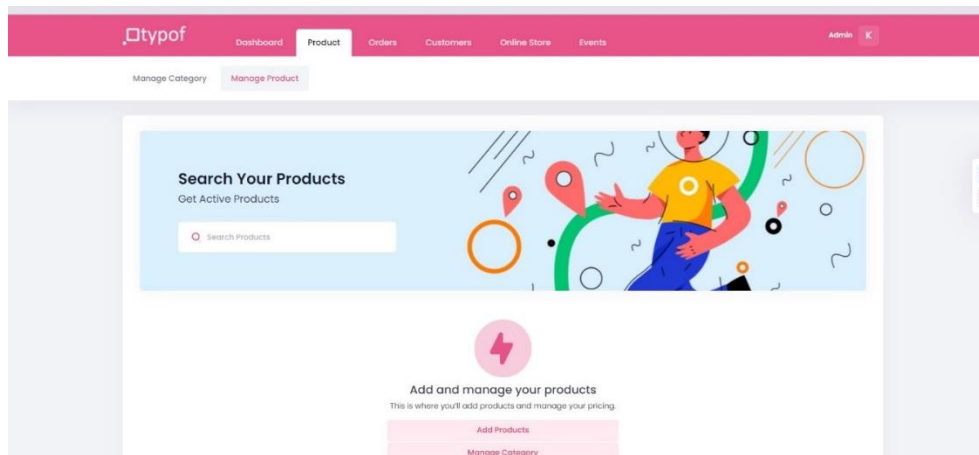 typof
Dashboard Product Orders Customers Online Store Events Admin K
Manage Category Manage Product
Search Your Products
Get Active Products
Search Products
Add and manage your products
This is where you'll add products and manage your pricing.
Add Products
Manage Category